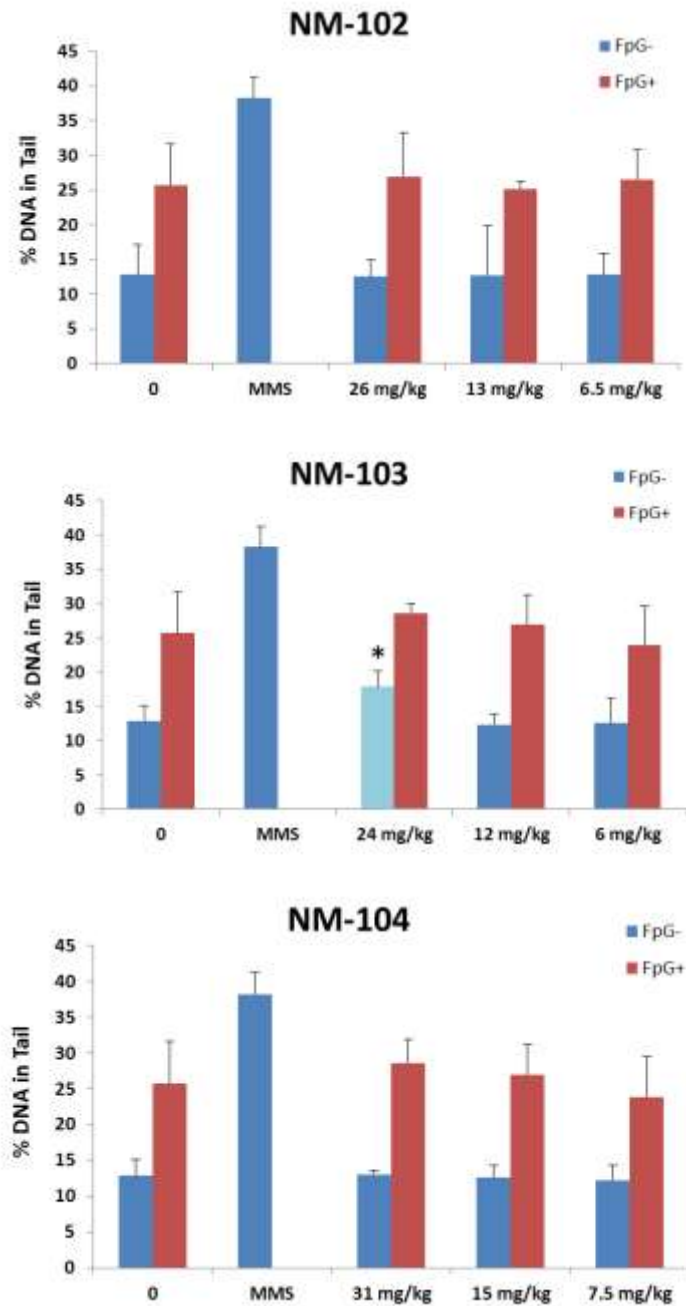 NM-102
FpG-
FpG+
% DNA in Tail
45
40
35
30
25
20
15
10
5
0
0 MMS 26 mg/kg 13 mg/kg 6.5 mg/kg
NM-103
FpG-
FpG+
% DNA in Tail
45
40
35
30
25
20
15
10
5
0
*
0 MMS 24 mg/kg 12 mg/kg 6 mg/kg
NM-104
FpG-
FpG+
% DNA in Tail
45
40
35
30
25
20
15
10
5
0
0 MMS 31 mg/kg 15 mg/kg 7.5 mg/kg